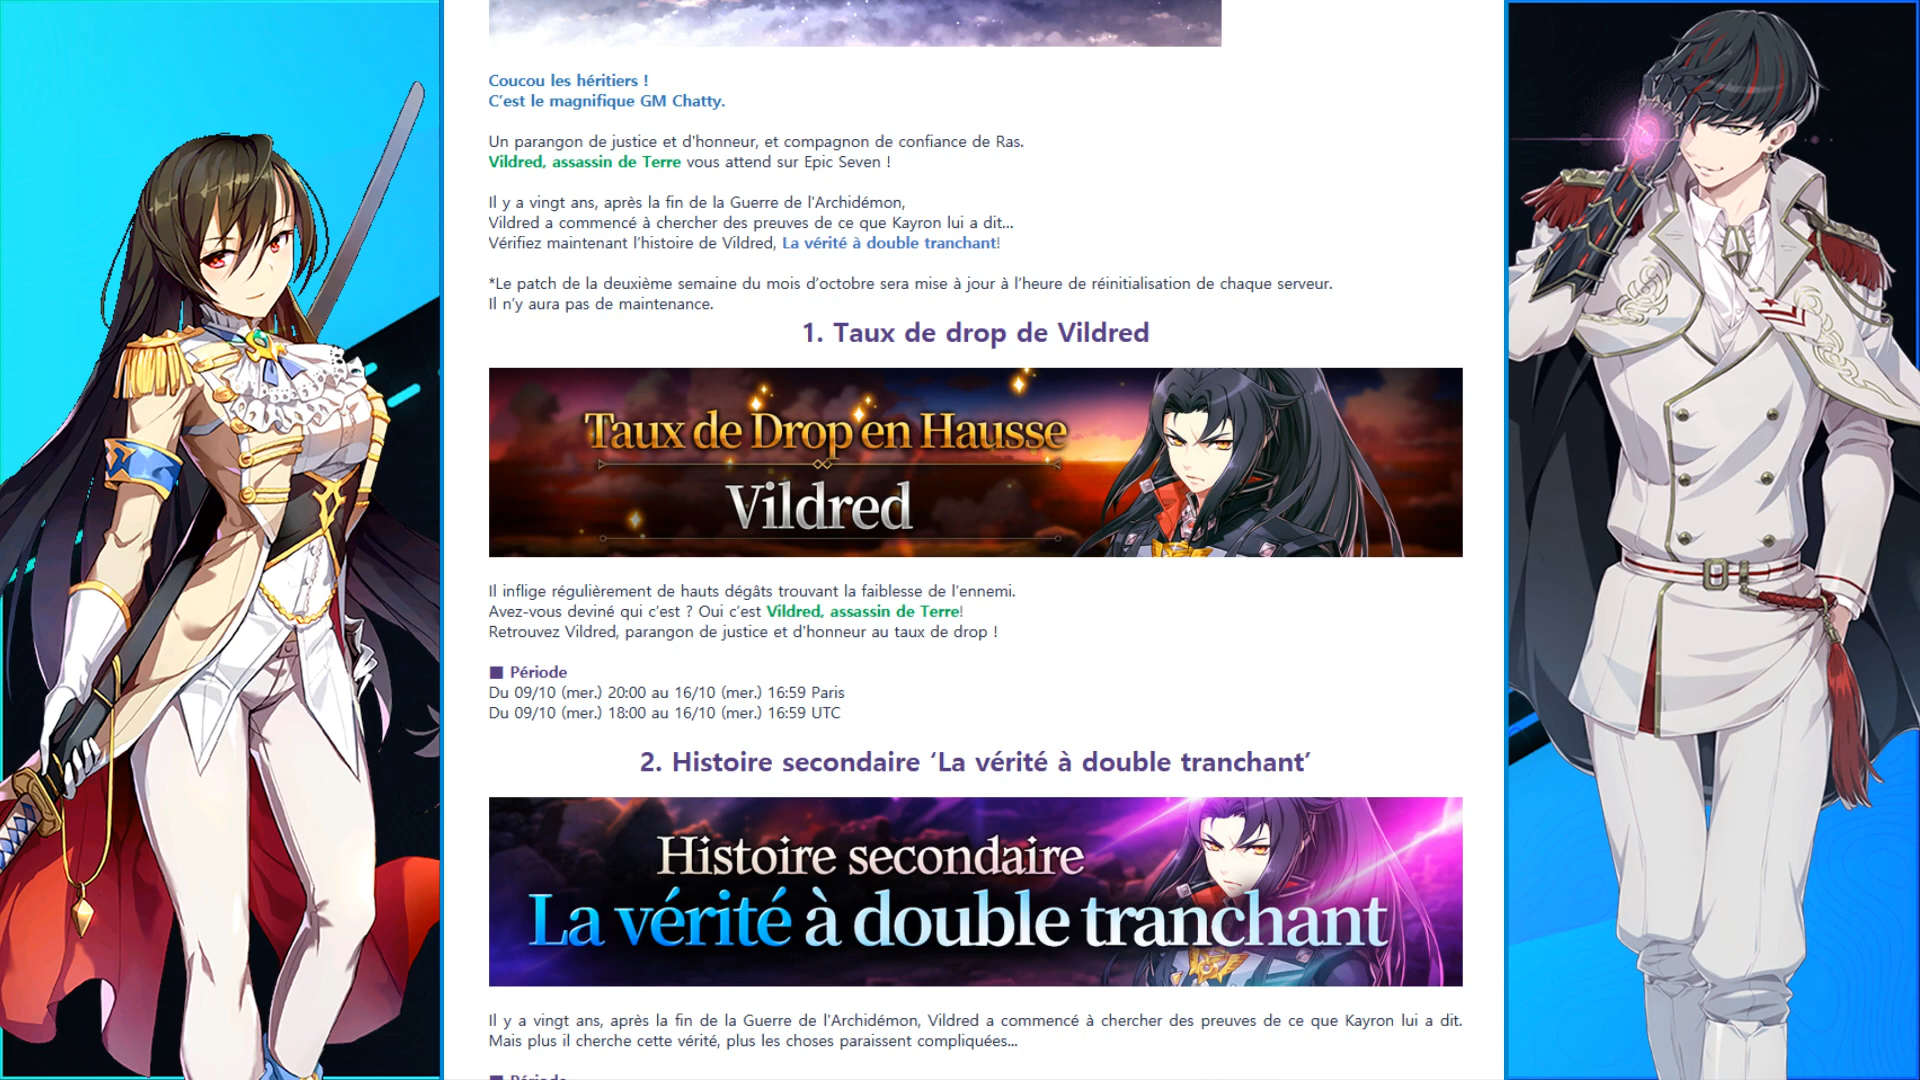 Coucou les héritiers !
C’est le magnifique GM Chatty.
Un parangon de justice et d'honneur, et compagnon de confiance de Ras.
Vildred, assassin de Terre vous attend sur Epic Seven !
Il y a vingt ans, après la fin de la Guerre de l'Archidémon,
Vildred a commencé à chercher des preuves de ce que Kayron lui a dit...
Vérifiez maintenant l’histoire de Vildred, La vérité à double tranchant!
*Le patch de la deuxième semaine du mois d’octobre sera mise à jour à l’heure de réinitialisation de chaque serveur.
Il n’y aura pas de maintenance.
1. Taux de drop de Vildred
Taux de Drop en Hausse
Vildred
Il inflige régulièrement de hauts dégâts trouvant la faiblesse de l’ennemi.
Avez-vous deviné qui c’est ? Oui c’est Vildred, assassin de Terre!
Retrouvez Vildred, parangon de justice et d'honneur au taux de drop !
■ Période
Du 09/10 (mer.) 20:00 au 16/10 (mer.) 16:59 Paris
Du 09/10 (mer.) 18:00 au 16/10 (mer.) 16:59 UTC
2. Histoire secondaire ‘La vérité à double tranchant’
Histoire secondaire
La vérité à double tranchant
Il y a vingt ans, après la fin de la Guerre de l'Archidémon, Vildred a commencé à chercher des preuves de ce que Kayron lui a dit.
Mais plus il cherche cette vérité, plus les choses paraissent compliquées...
■ Période